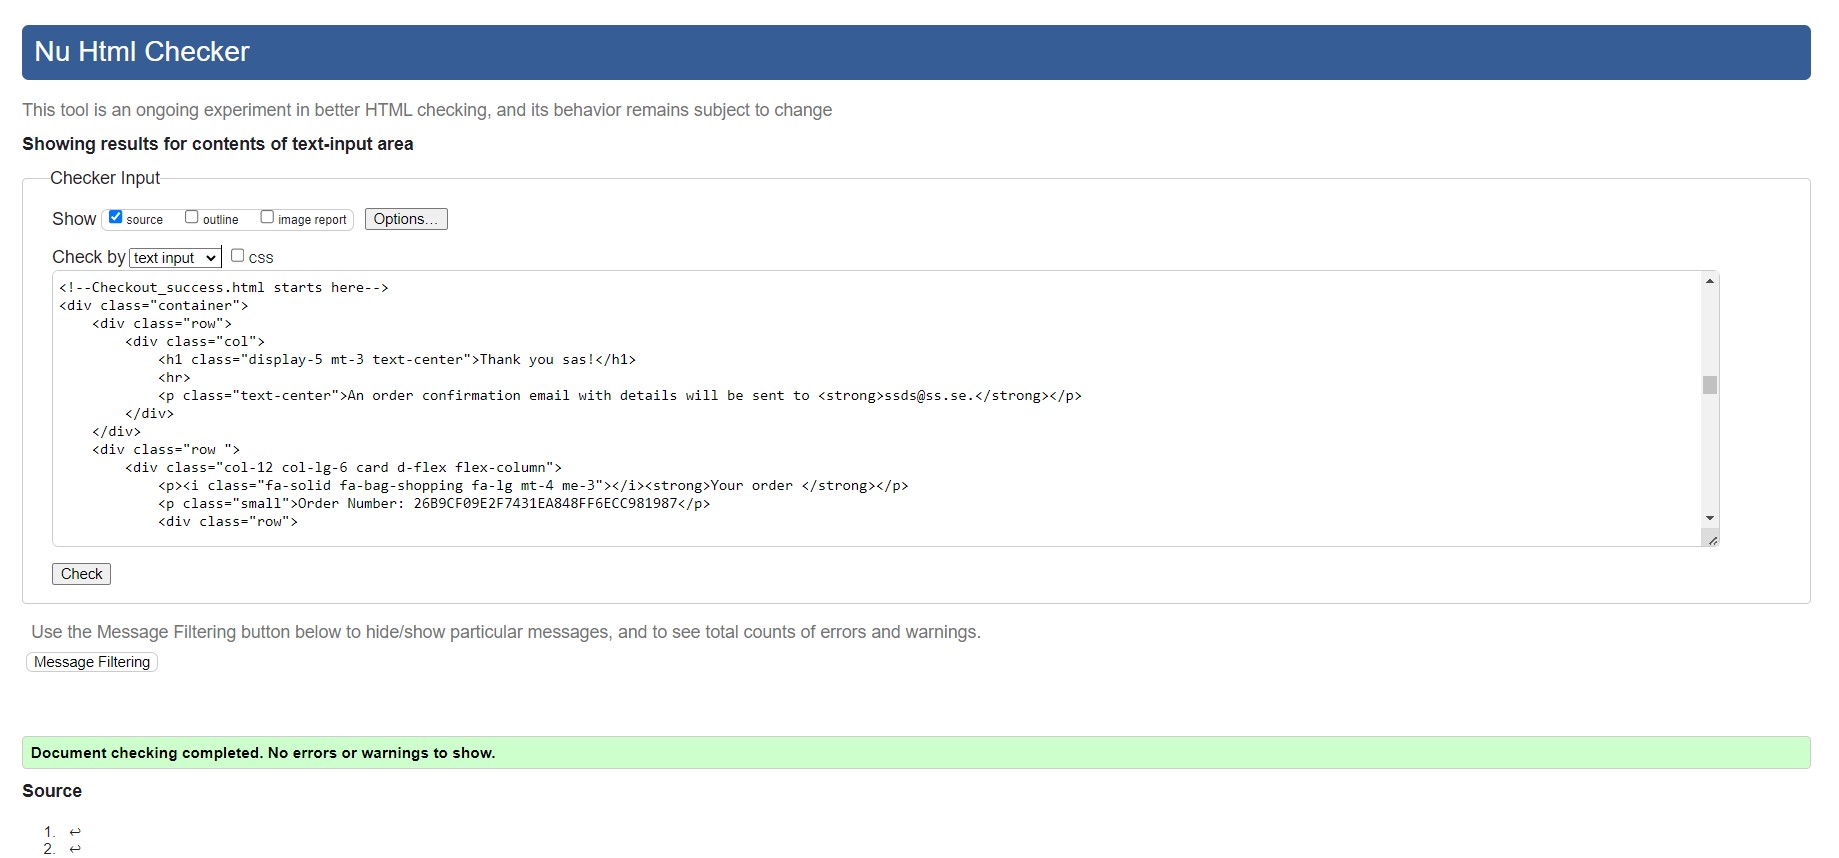 Nu Html Checker
This tool is an ongoing experiment in better HTML checking, and its behavior remains subject to change
Showing results for contents of text-input area
Checker Input
Show source outline image report Options...
Check by text input css
<!--Checkout_success.html starts here-->
<div class="container">
    <div class="row">
        <div class="col">
            <h1 class="display-5 mt-3 text-center">Thank you sas!</h1>
            <hr>
            <p class="text-center">An order confirmation email with details will be sent to <strong>ssds@ss.se.</strong></p>
        </div>
    </div>
    <div class="row ">
        <div class="col-12 col-lg-6 card d-flex flex-column">
            <p><i class="fa-solid fa-bag-shopping fa-lg mt-4 me-3"></i><strong>Your order </strong></p>
            <p class="small">Order Number: 26B9CF09E2F7431EA848FF6ECC981987</p>
            <div class="row">
Check
Use the Message Filtering button below to hide/show particular messages, and to see total counts of errors and warnings.
Message Filtering
Document checking completed. No errors or warnings to show.
Source
1. ↩
2. ↩